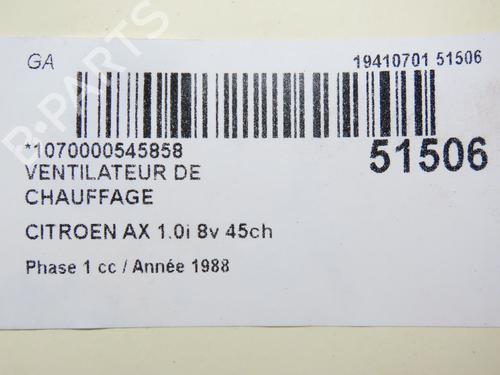 GA
19410701 51506
*1070000545858
51506
VENTILATEUR DE
CHAUFFAGE
CITROEN AX 1.0i 8v 45ch
Phase 1 cc / Année 1988
B-PARTS